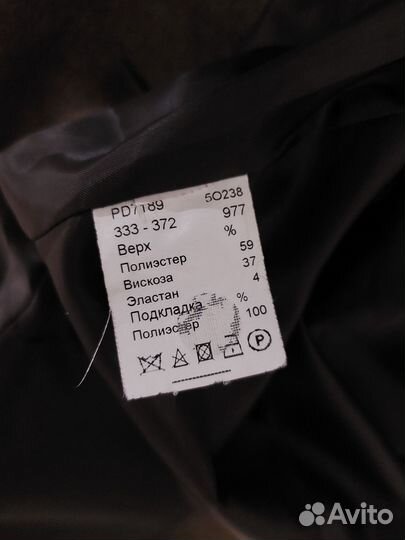 PD7189 5O238
333 - 372 977
Верх %
Полиэстер 59
Вискоза 37
Эластан 4
Подкладка %
Полиэстер 100
P
Avito